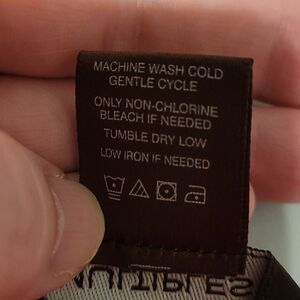 MACHINE WASH COLD
GENTLE CYCLE
ONLY NON-CHLORINE
BLEACH IF NEEDED
TUMBLE DRY LOW
LOW IRON IF NEEDED